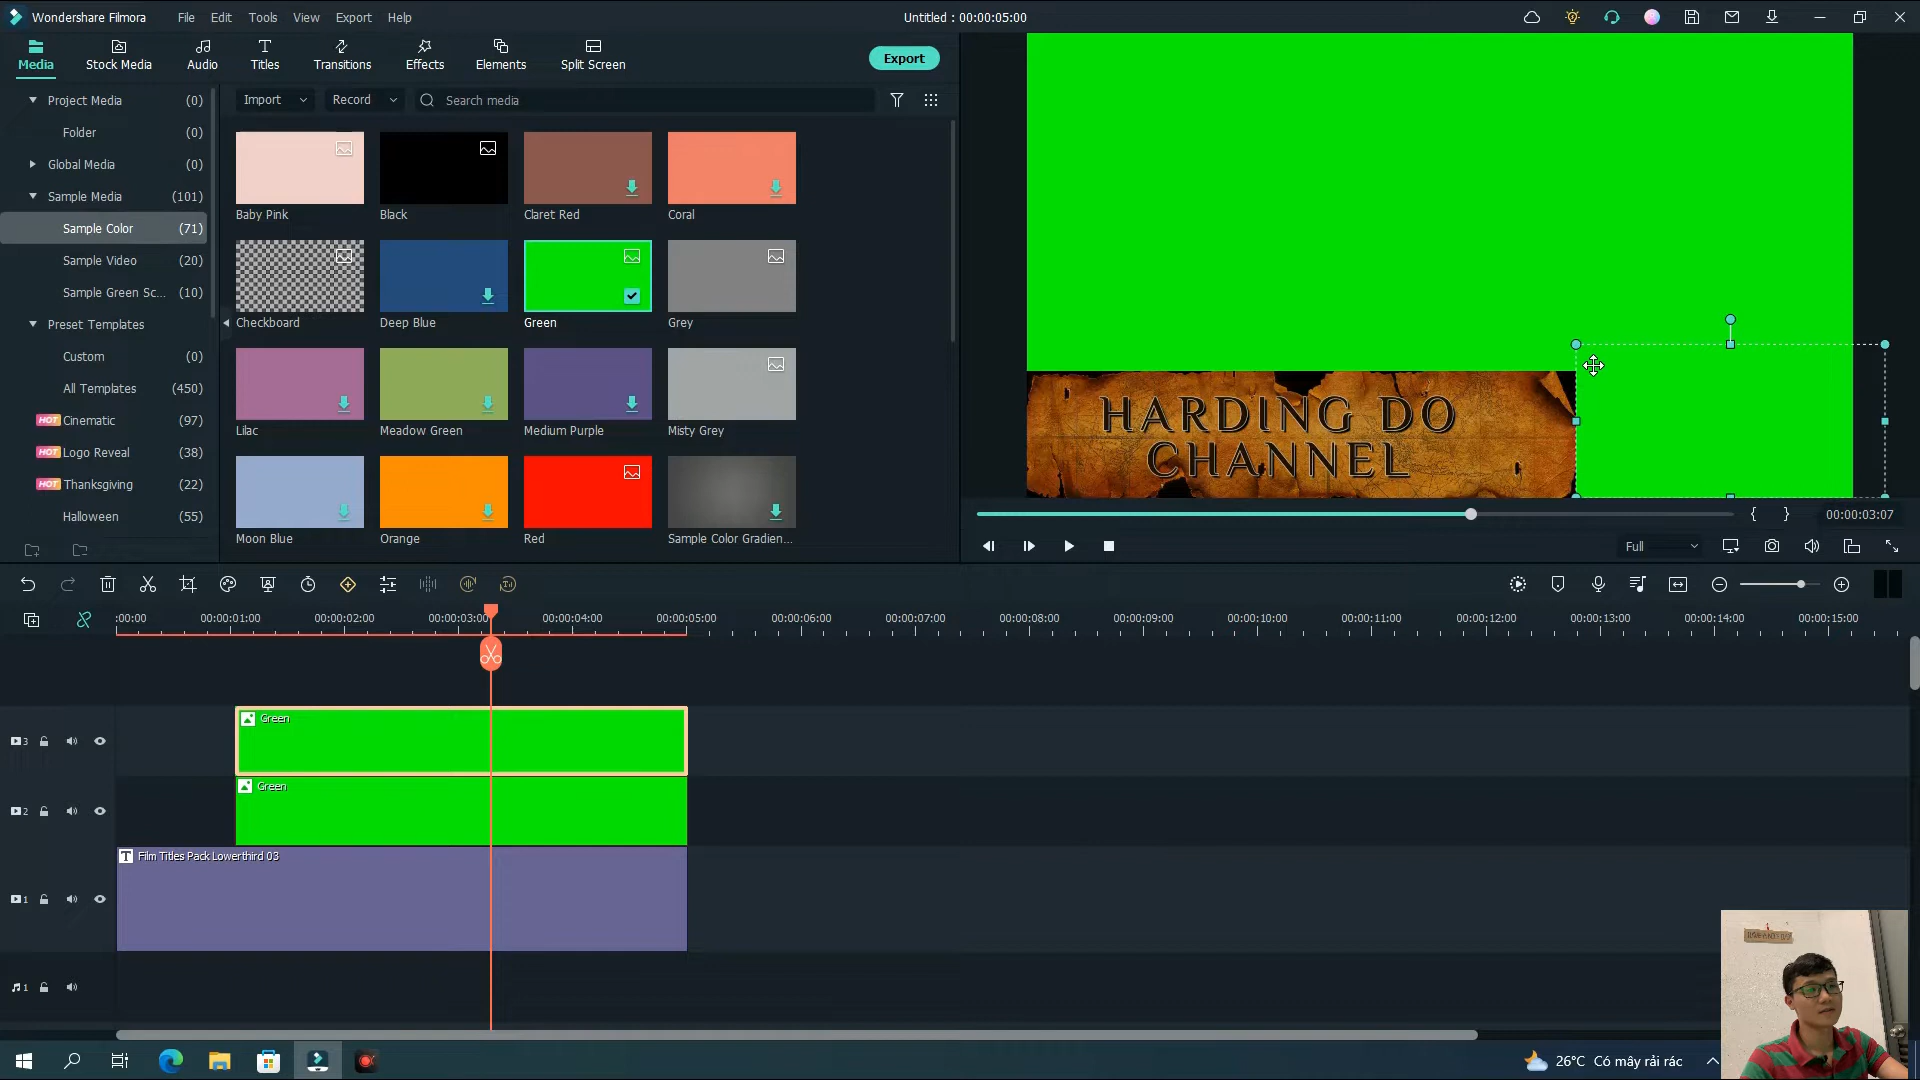 Wondershare Filmora
File
Edit
Tools
View
Export
Help
Untitled : 00:00:05:00
Media
Stock Media
Audio
Titles
Transitions
Effects
Elements
Split Screen
Export
Project Media (0)
Folder (0)
Global Media (0)
Sample Media (101)
Sample Color (71)
Sample Video (20)
Sample Green Sc... (10)
Preset Templates
Custom (0)
All Templates (450)
HOT Cinematic (97)
HOT Logo Reveal (38)
HOT Thanksgiving (22)
Halloween (55)
Import
Record
Search media
Baby Pink
Black
Claret Red
Coral
Checkboard
Deep Blue
Green
Grey
Lilac
Meadow Green
Medium Purple
Misty Grey
Moon Blue
Orange
Red
Sample Color Gradien...
HARDING DO
CHANNEL
{ } 00:00:03:07
Full
:00:00 00:00:01:00 00:00:02:00 00:00:03:00 00:00:04:00 00:00:05:00 00:00:06:00 00:00:07:00 00:00:08:00 00:00:09:00 00:00:10:00 00:00:11:00 00:00:12:00 00:00:13:00 00:00:14:00 00:00:15:00
3
Green
2
Green
1
T Film Titles Pack Lowerthird 03
1
26°C Có mây rải rác